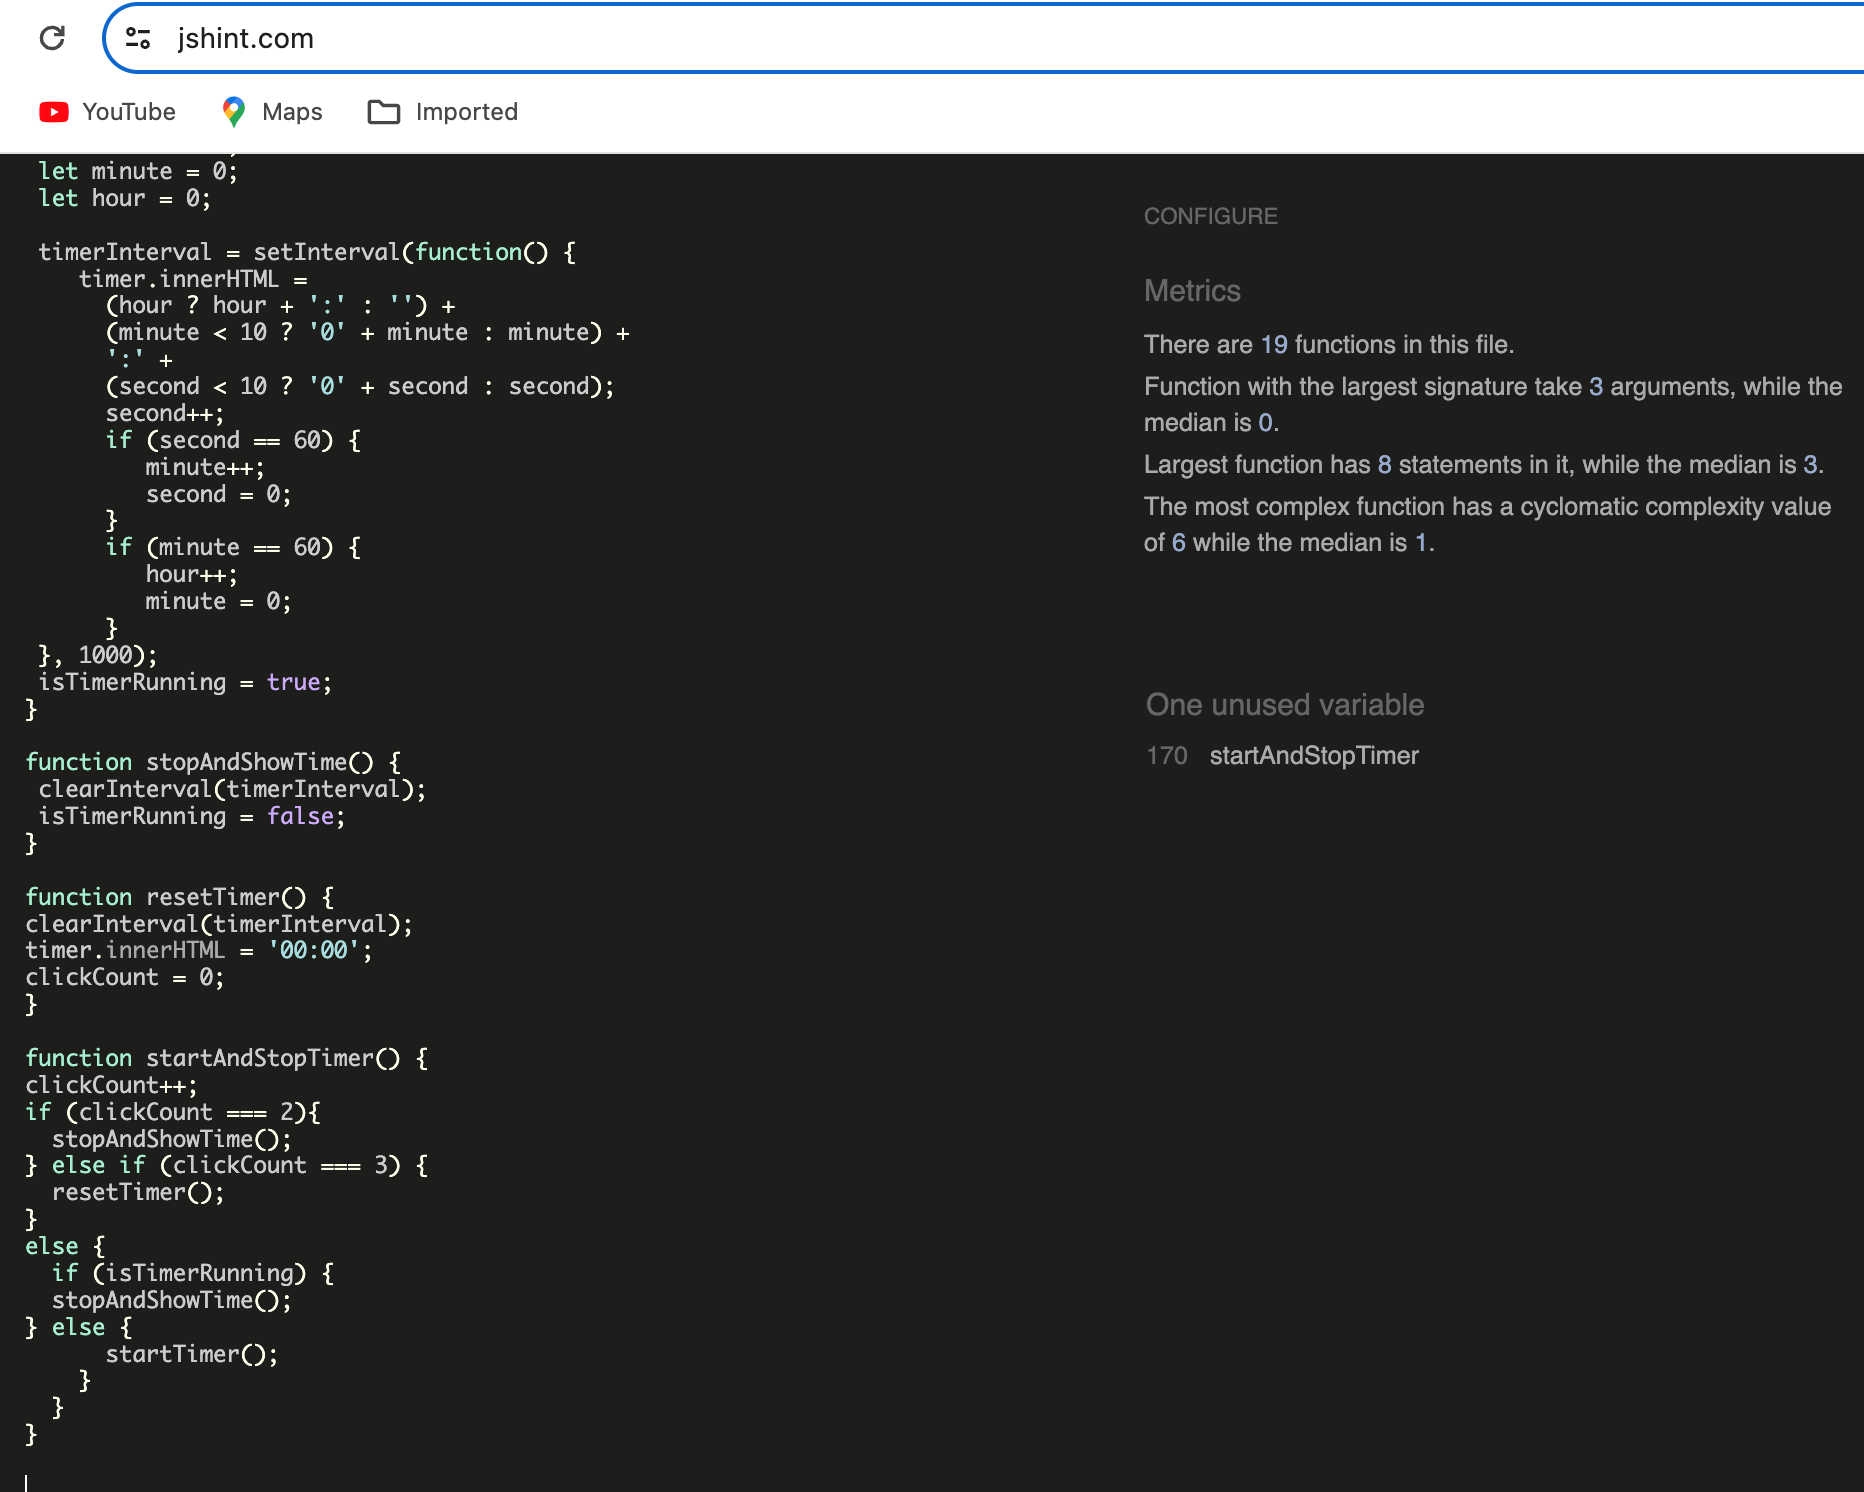 jshint.com
YouTube Maps Imported
let minute = 0;
let hour = 0;
timerInterval = setInterval(function() {
timer.innerHTML =
(hour ? hour + ':' : '') +
(minute < 10 ? '0' + minute : minute) +
':' +
(second < 10 ? '0' + second : second);
second++;
if (second == 60) {
minute++;
second = 0;
}
if (minute == 60) {
hour++;
minute = 0;
}
}, 1000);
isTimerRunning = true;
}
function stopAndShowTime() {
clearInterval(timerInterval);
isTimerRunning = false;
}
function resetTimer() {
clearInterval(timerInterval);
timer.innerHTML = '00:00';
clickCount = 0;
}
function startAndStopTimer() {
clickCount++;
if (clickCount === 2){
stopAndShowTime();
} else if (clickCount === 3) {
resetTimer();
}
else {
if (isTimerRunning) {
stopAndShowTime();
} else {
startTimer();
}
}
}
CONFIGURE
Metrics
There are 19 functions in this file.
Function with the largest signature take 3 arguments, while the
median is 0.
Largest function has 8 statements in it, while the median is 3.
The most complex function has a cyclomatic complexity value
of 6 while the median is 1.
One unused variable
170 startAndStopTimer